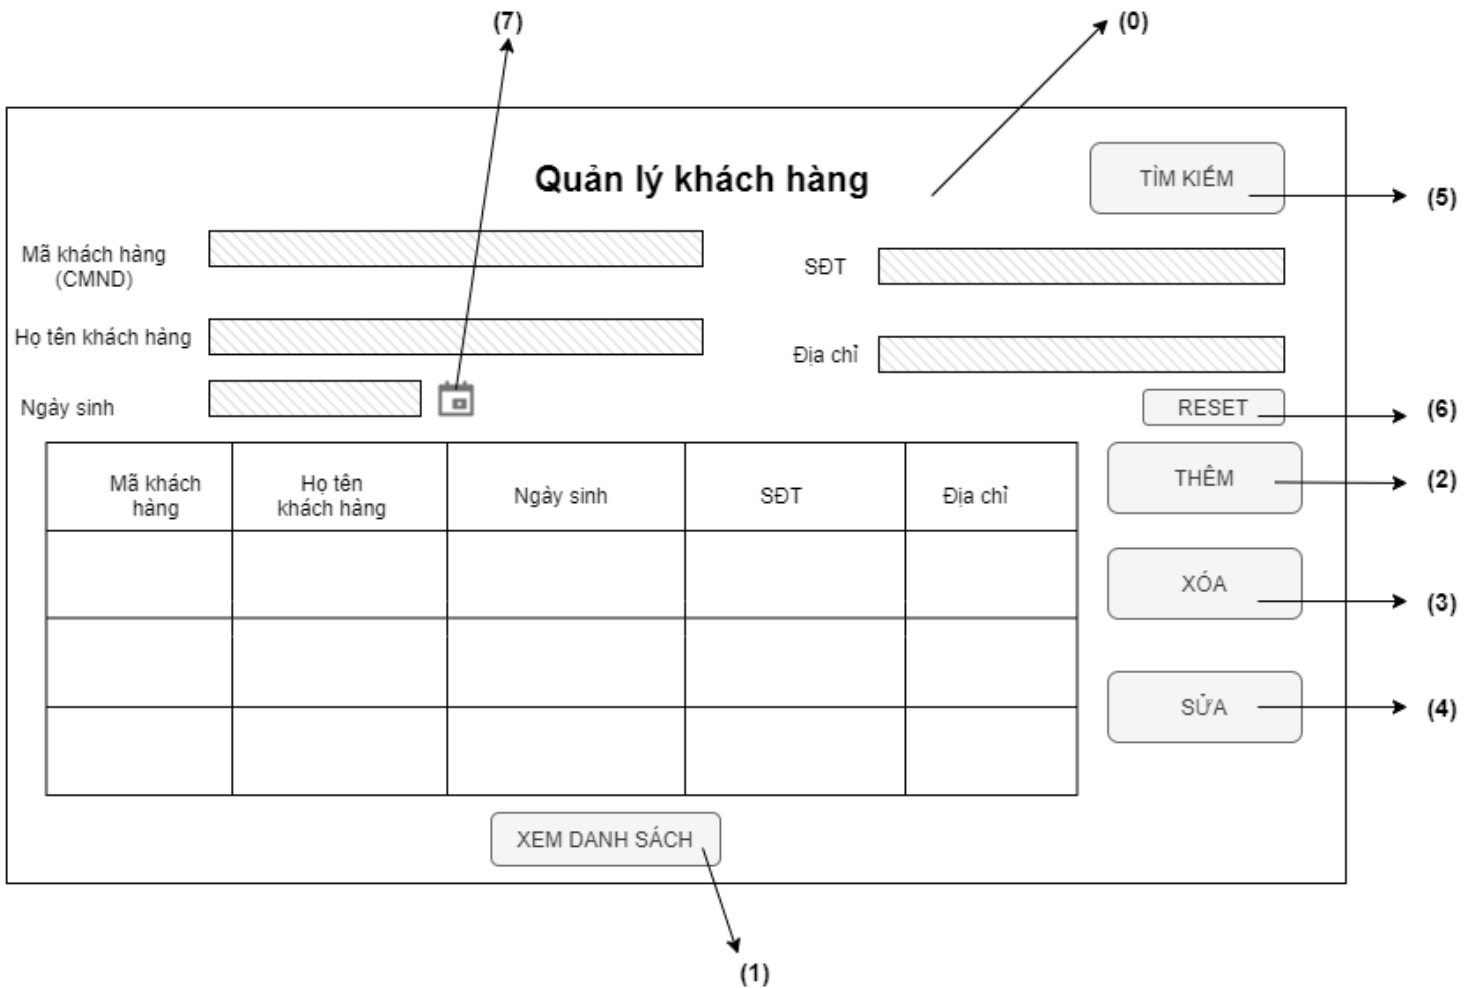 (7)
(0)
Quản lý khách hàng
TÌM KIẾM
(5)
Mã khách hàng
(CMND)
SĐT
Họ tên khách hàng
Địa chỉ
Ngày sinh
RESET
(6)
Mã khách
hàng
Họ tên
khách hàng
Ngày sinh
SĐT
Địa chỉ
THÊM
(2)
XÓA
(3)
SỬA
(4)
XEM DANH SÁCH
(1)